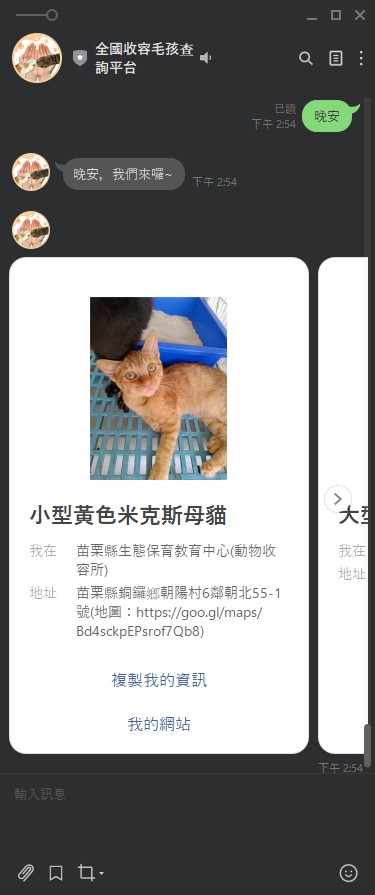 全國收容毛孩查
詢平台
已讀
下午 2:54
晚安
晚安，我們來囉~
下午 2:54
小型黃色米克斯母貓
我在
苗栗縣生態保育教育中心(動物收
容所)
地址
苗栗縣銅鑼鄉朝陽村6鄰朝北55-1
號(地圖：https://goo.gl/maps/
Bd4sckpEPsrof7Qb8)
複製我的資訊
我的網站
大型
我在
地址
下午 2:54
輸入訊息